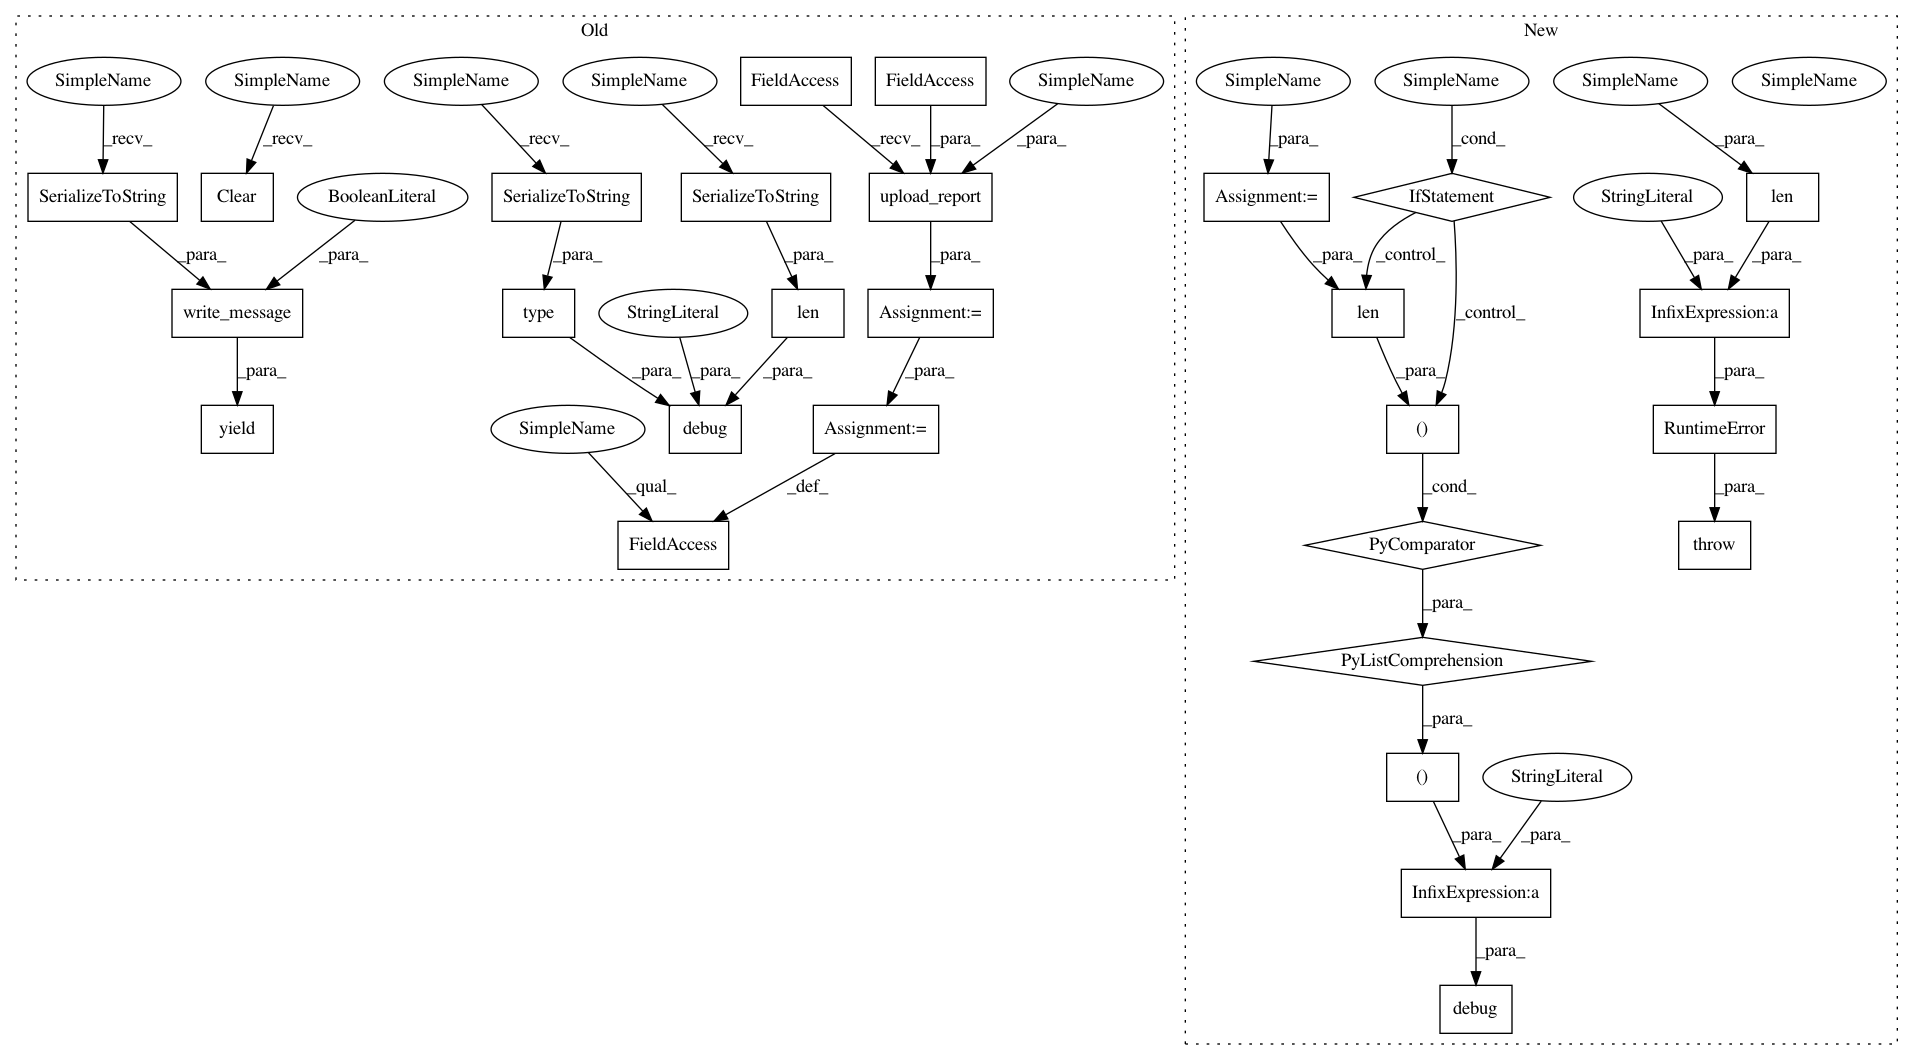 Old
New
SimpleName
SimpleName
SimpleName
SimpleName
FieldAccess
FieldAccess
SimpleName
SimpleName
SimpleName
SimpleName
SimpleName
_recv_
_recv_
_recv_
_recv_
_recv_
_para_
_para_
_para_
_cond_
_para_
SerializeToString
Clear
BooleanLiteral
SerializeToString
SerializeToString
upload_report
Assignment:=
IfStatement
StringLiteral
len
_para_
_para_
_para_
_para_
_para_
_para_
_control_
_para_
_para_
write_message
type
StringLiteral
len
Assignment:=
len
_control_
InfixExpression:a
_para_
_para_
_para_
_para_
_para_
_para_
_para_
yield
SimpleName
debug
Assignment:=
()
RuntimeError
_qual_
_def_
_cond_
_para_
FieldAccess
PyComparator
throw
_para_
PyListComprehension
_para_
()
StringLiteral
_para_
_para_
InfixExpression:a
_para_
debug